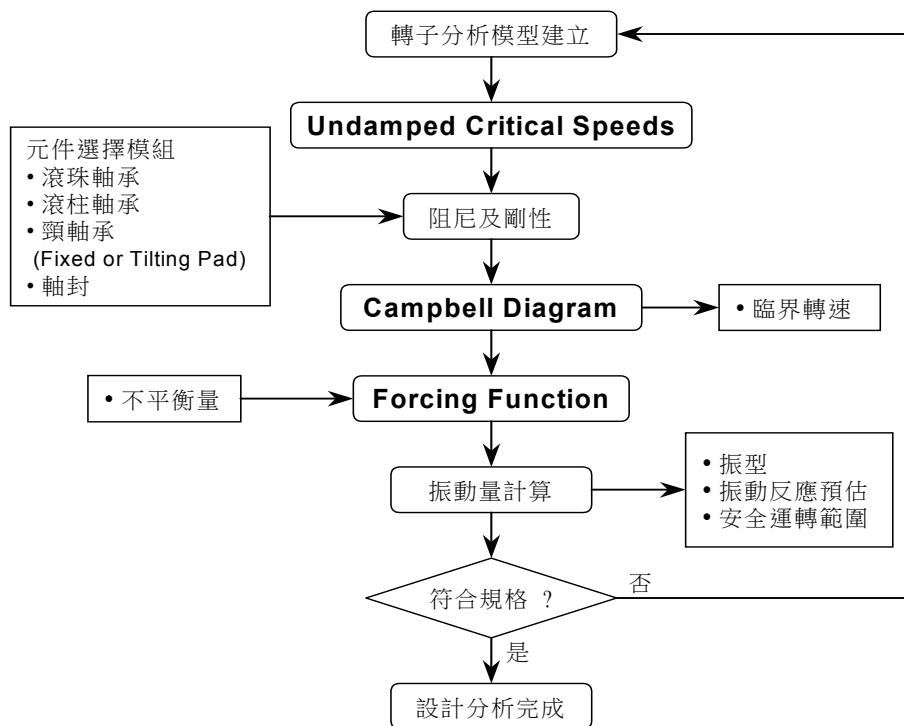 轉子分析模型建立
Undamped Critical Speeds
元件選擇模組
• 滾珠軸承
• 滾柱軸承
• 頸軸承
(Fixed or Tilting Pad)
• 軸封
阻尼及剛性
Campbell Diagram
• 臨界轉速
• 不平衡量
Forcing Function
振動量計算
• 振型
• 振動反應預估
• 安全運轉範圍
符合規格 ?
否
是
設計分析完成